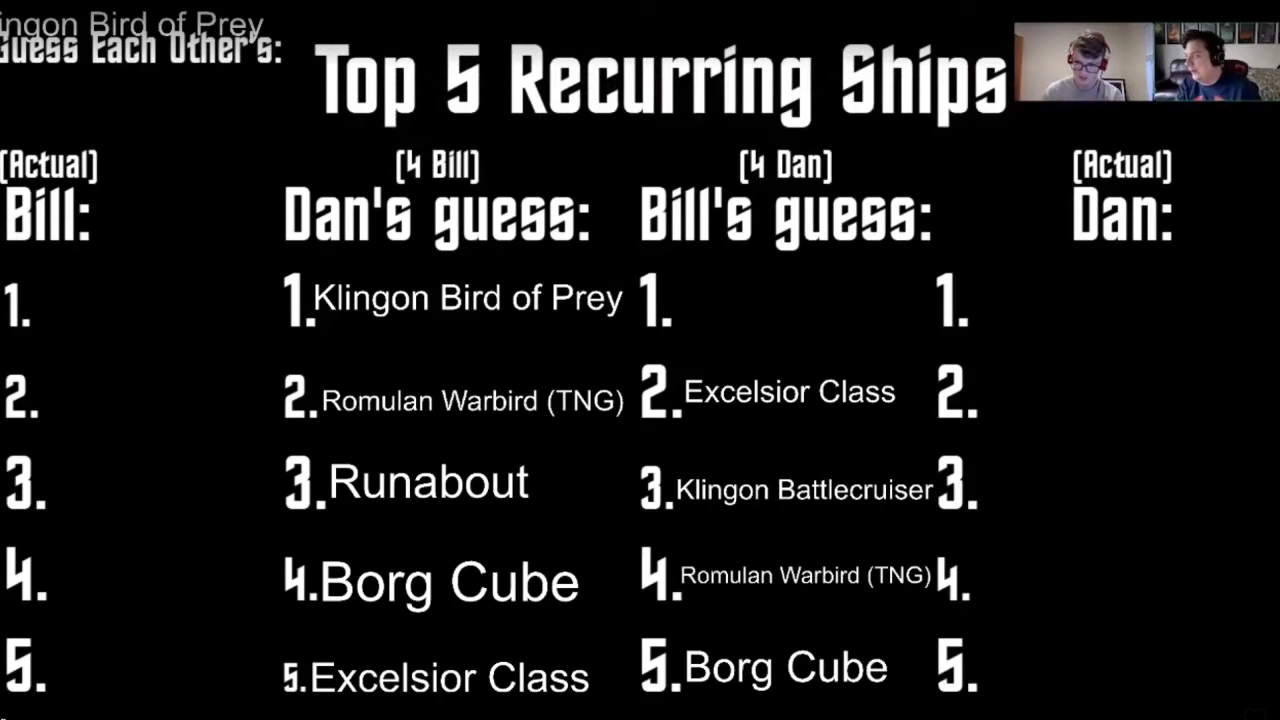 ingon Bird of Prey
Guess Each Other's:
Top 5 Recurring Ships
(Actual)
Bill:
1.
2.
3.
4.
5.
(4 Bill)
Dan's guess:
1. Klingon Bird of Prey
2. Romulan Warbird (TNG)
3. Runabout
4. Borg Cube
5. Excelsior Class
(4 Dan)
Bill's guess:
1.
2. Excelsior Class
3. Klingon Battlecruiser
4. Romulan Warbird (TNG)
5. Borg Cube
(Actual)
Dan:
1.
2.
3.
4.
5.